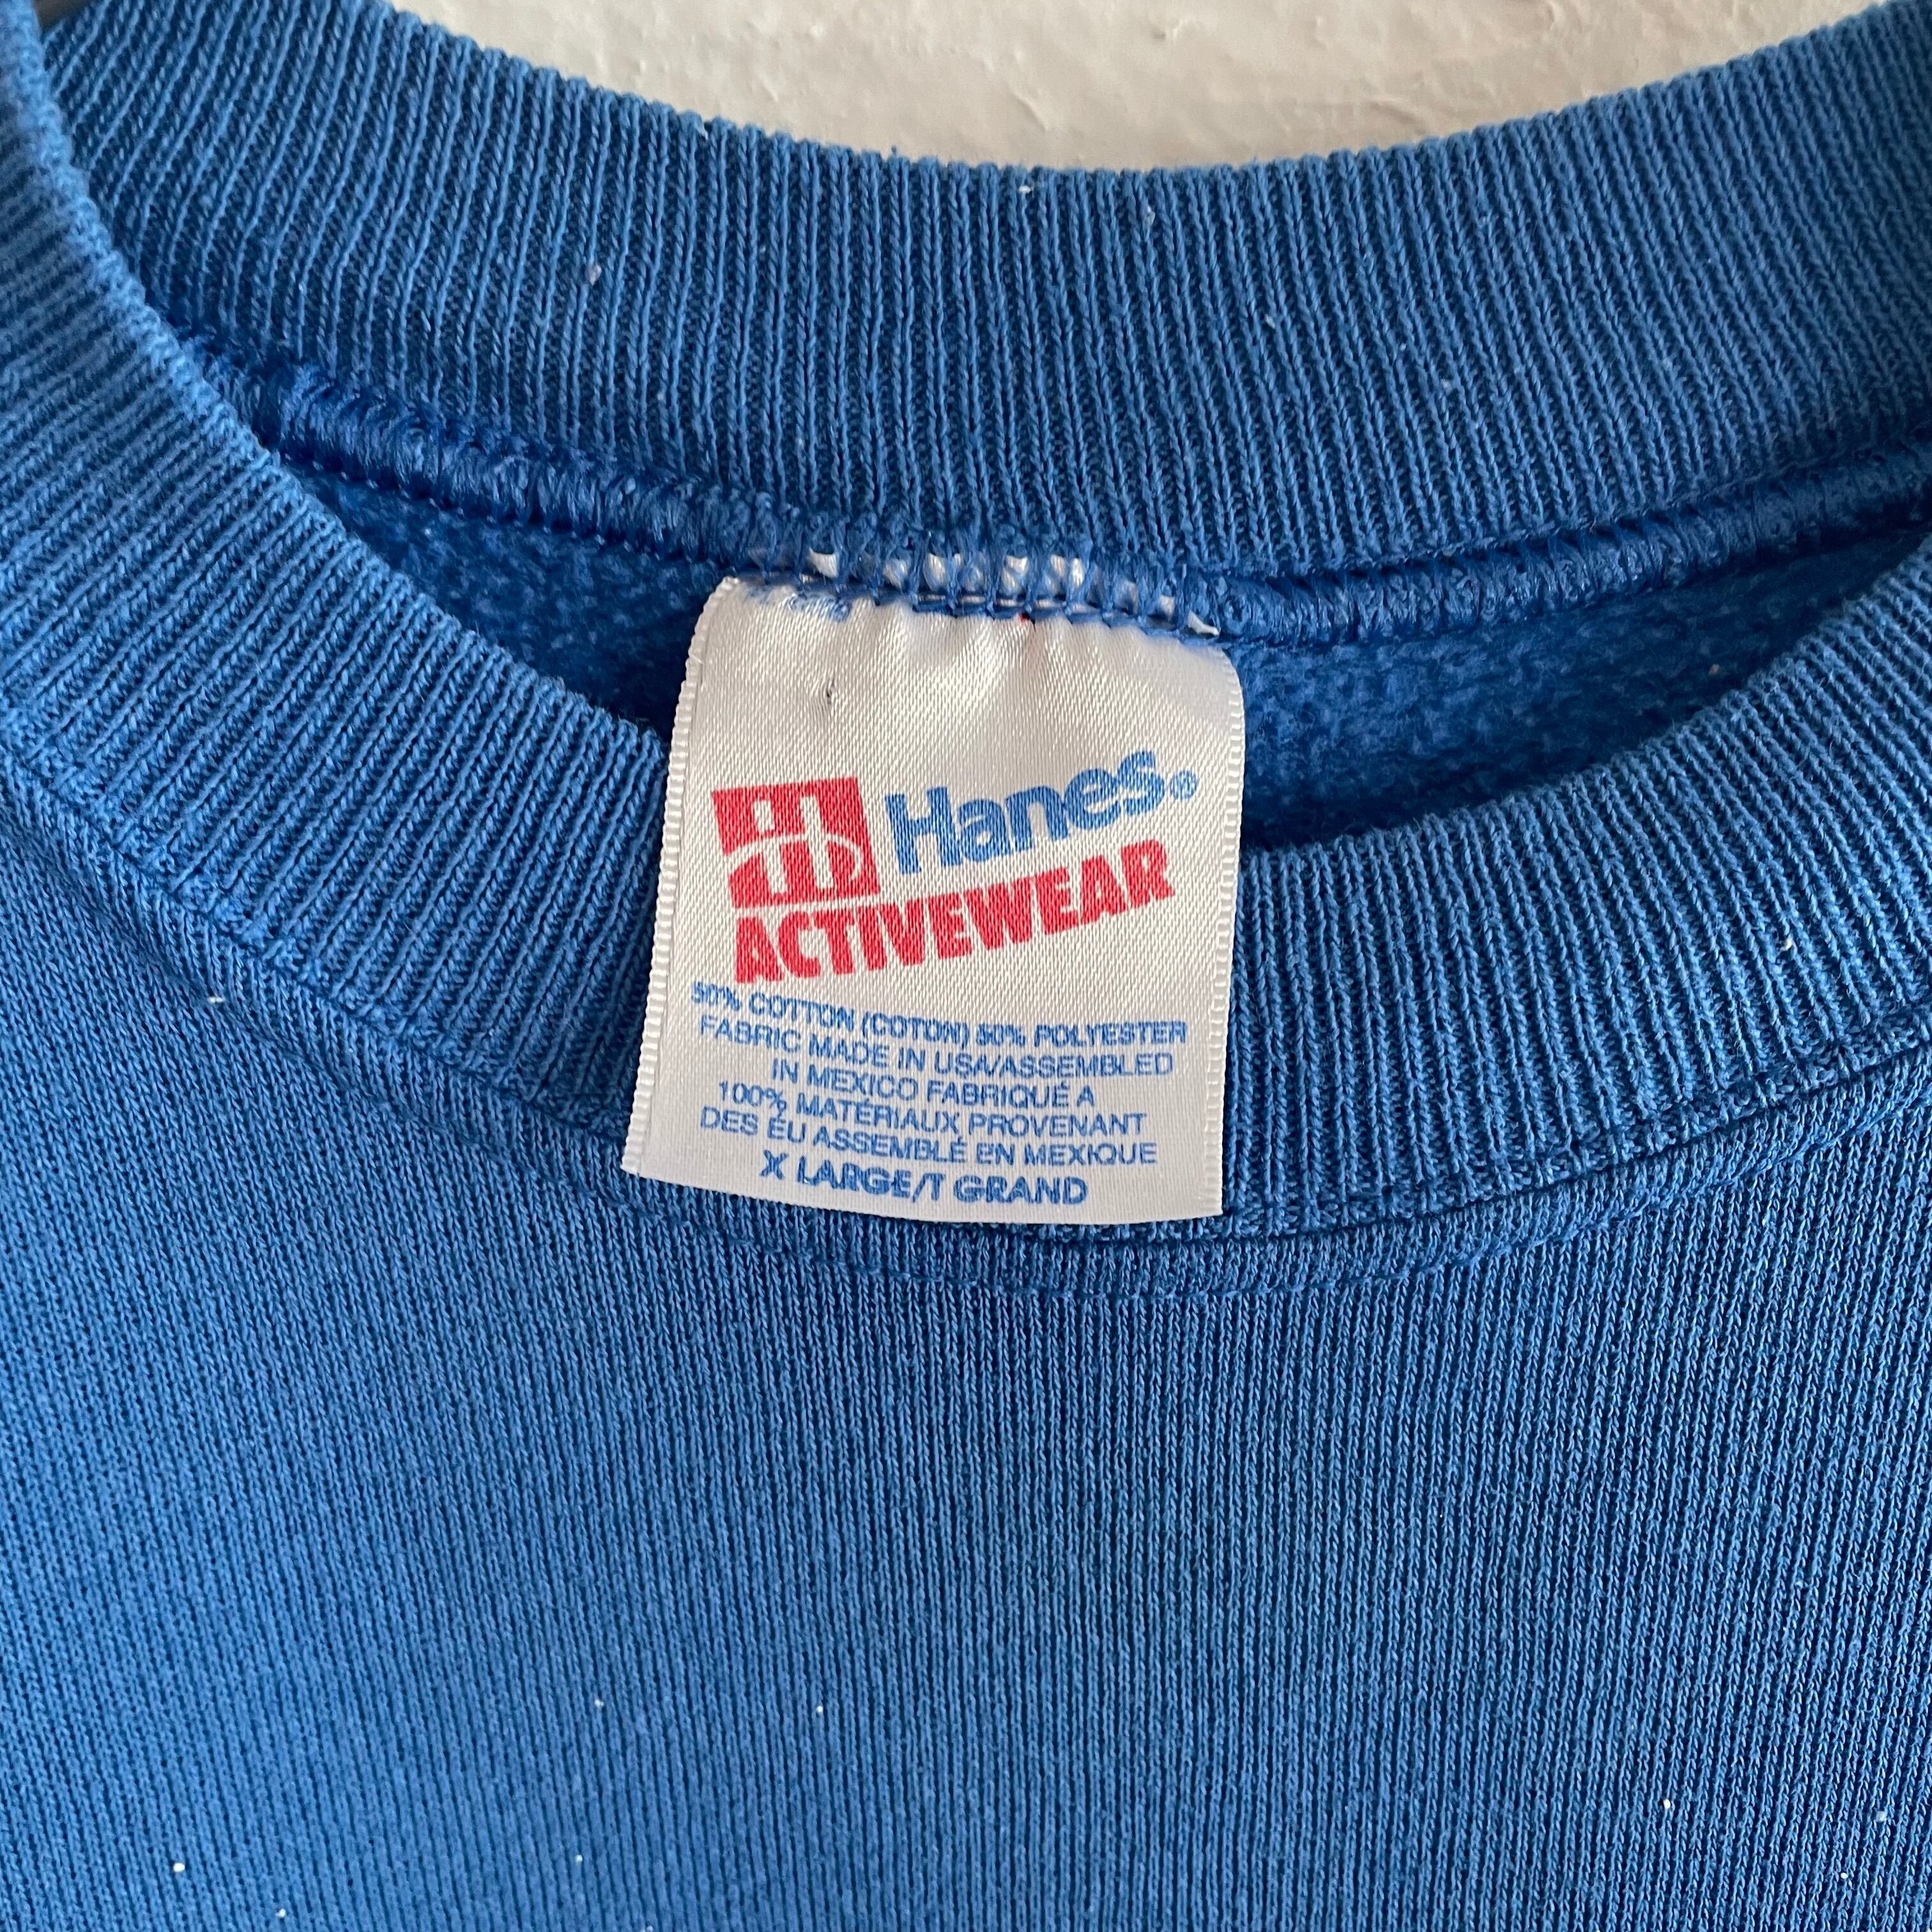 Hanes®
ACTIVEWEAR
50% COTTON (COTON) 50% POLYESTER
FABRIC MADE IN USA/ASSEMBLED
IN MEXICO FABRIQUÉ A
100% MATÉRIAUX PROVENANT
DES ÉU ASSEMBLÉ EN MEXIQUE
X LARGE/T GRAND